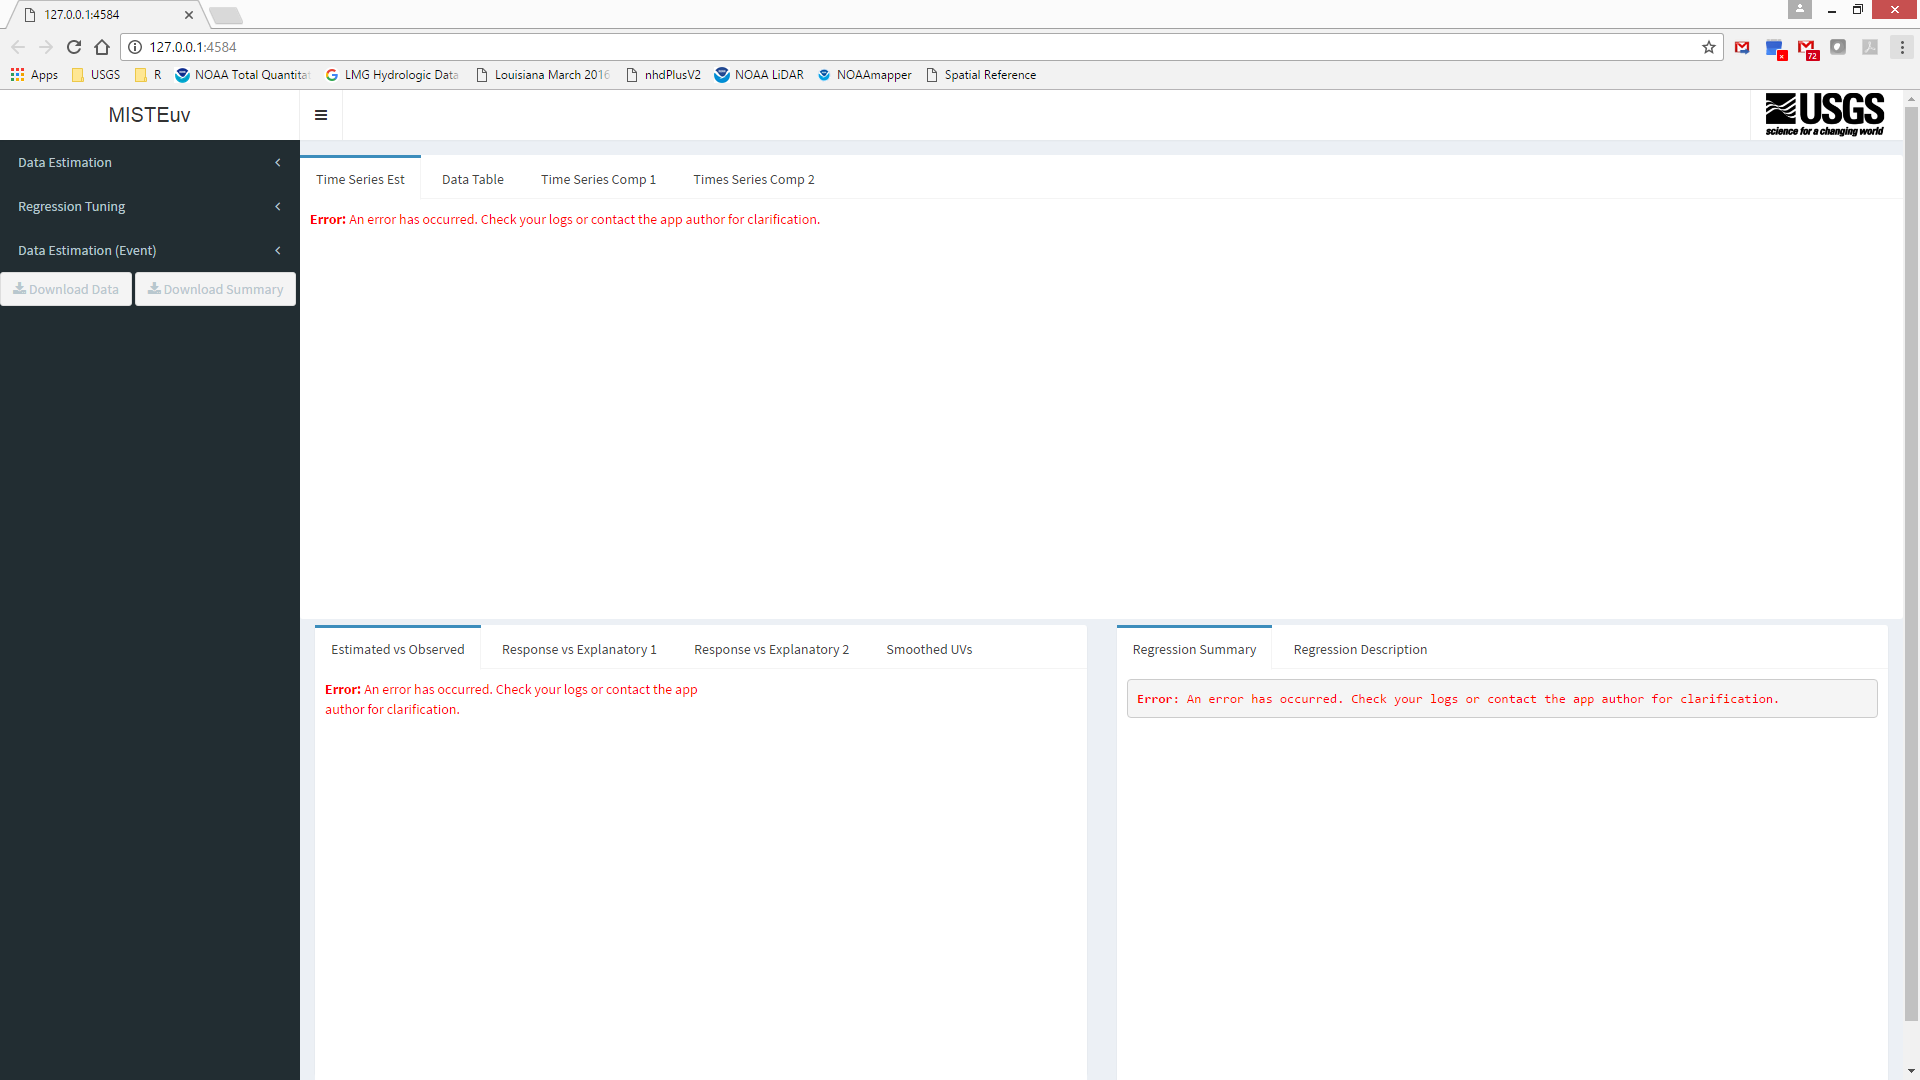 127.0.0.1:4584
127.0.0.1:4584
Apps USGS R NOAA Total Quantitat LMG Hydrologic Data Louisiana March 2016 nhdPlusV2 NOAA LiDAR NOAAmapper Spatial Reference
72
MISTEuv
USGS
science for a changing world
Data Estimation
Regression Tuning
Data Estimation (Event)
Download Data Download Summary
Time Series Est Data Table Time Series Comp 1 Times Series Comp 2
Error: An error has occurred. Check your logs or contact the app author for clarification.
Estimated vs Observed Response vs Explanatory 1 Response vs Explanatory 2 Smoothed UVs
Error: An error has occurred. Check your logs or contact the app
author for clarification.
Regression Summary Regression Description
Error: An error has occurred. Check your logs or contact the app author for clarification.